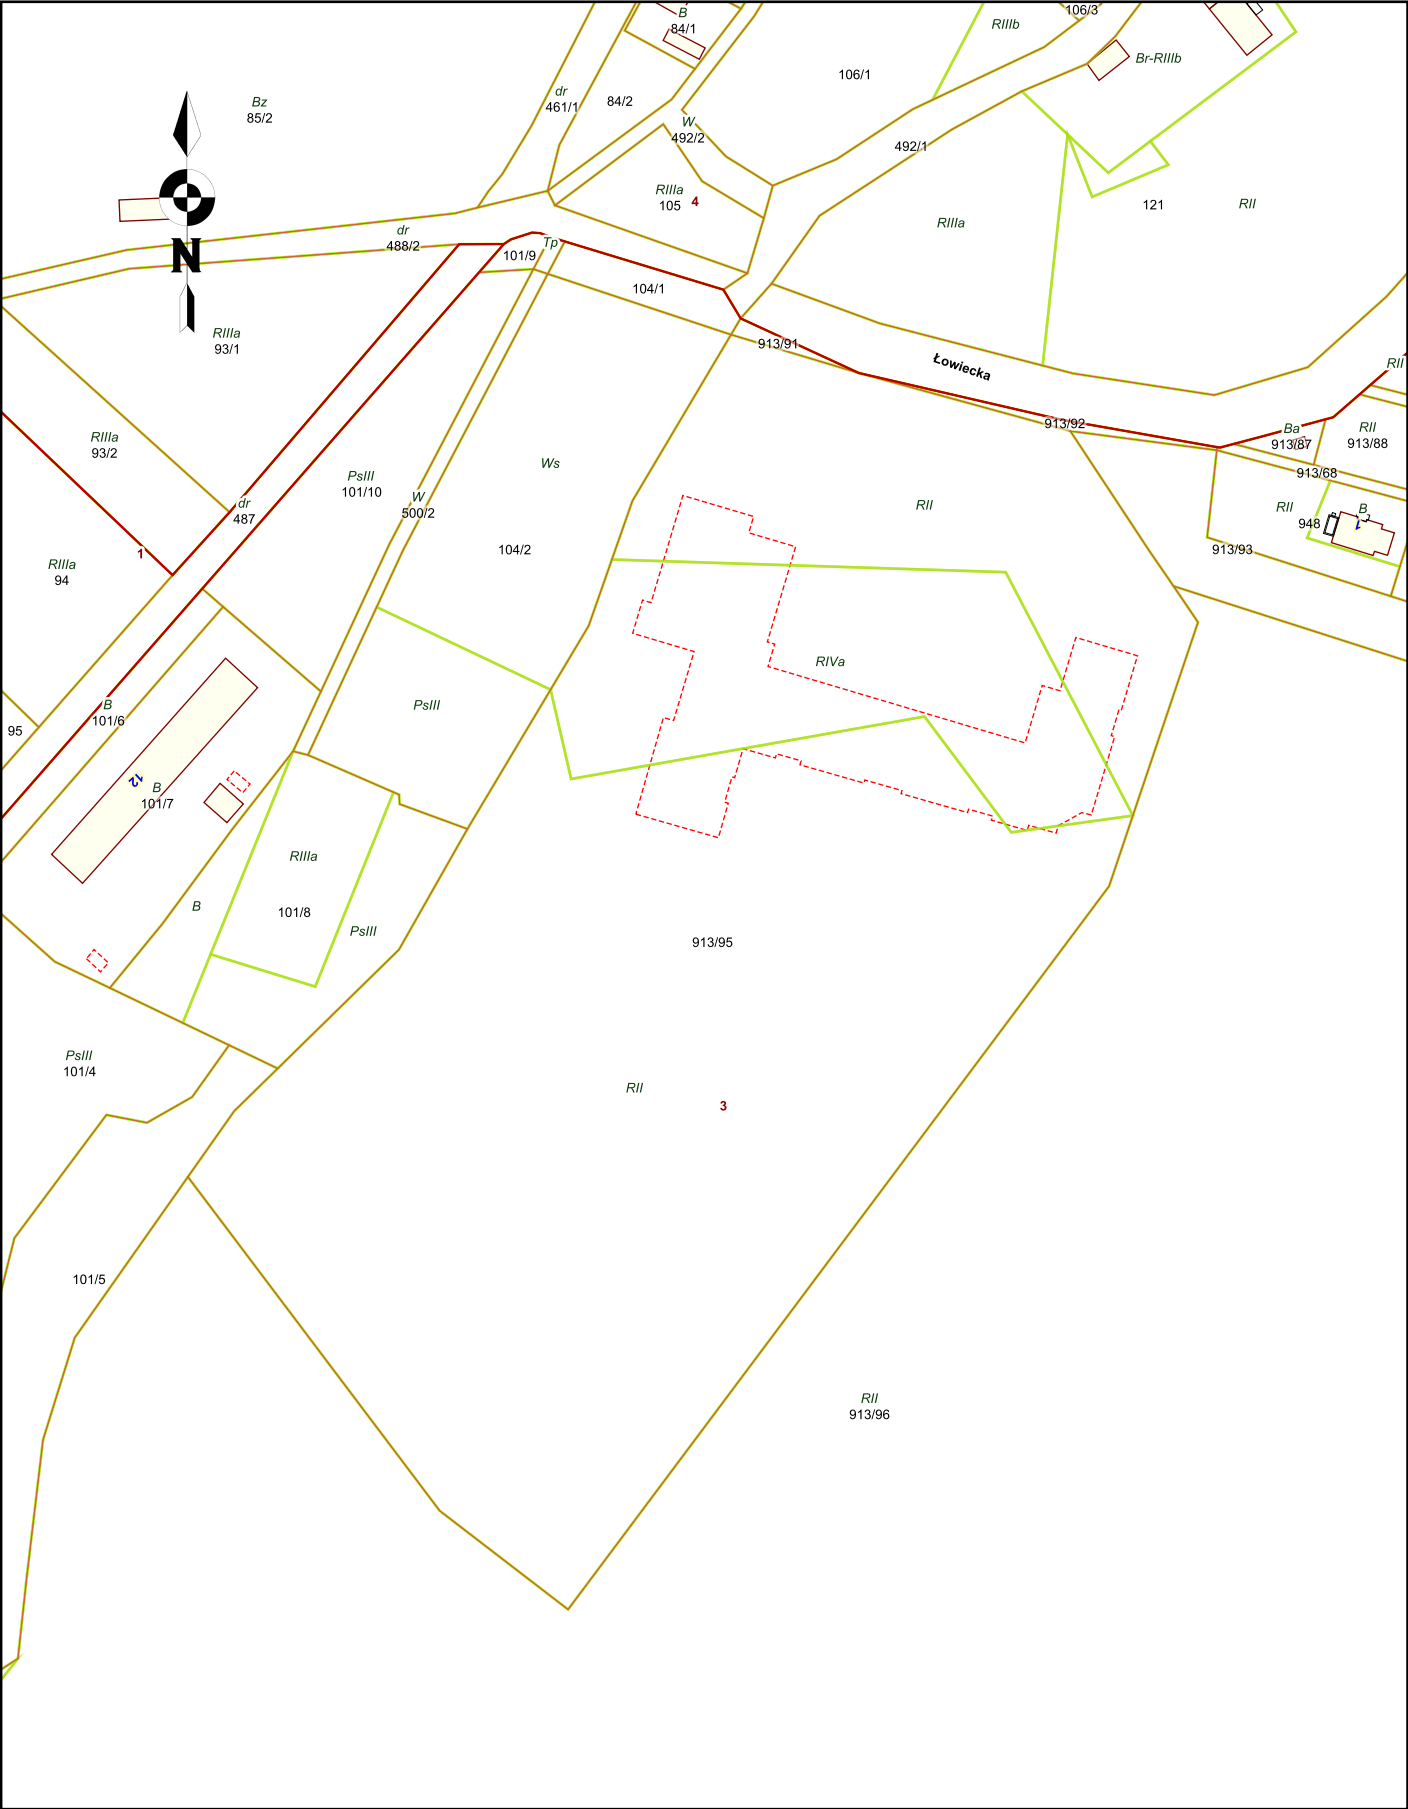 106/3
B
84/1
RIIIb
Br-RIIIb
106/1
dr
461/1
84/2
Bz
85/2
W
492/2
492/1
RIIIa
105
4
121
RII
RIIIa
dr
488/2
Tp
101/9
N
104/1
RIIIa
93/1
913/91
Łowiecka
RII
913/92
Ba
913/87
RII
913/88
RIIIa
93/2
Ws
PsIII
101/10
913/68
dr
487
W
500/2
RII
RII
948
B
1
913/93
1
RIIIa
94
104/2
RIVa
PsIII
B
101/6
95
12
B
101/7
RIIIa
101/8
B
PsIII
913/95
PsIII
101/4
RII
3
101/5
RII
913/96